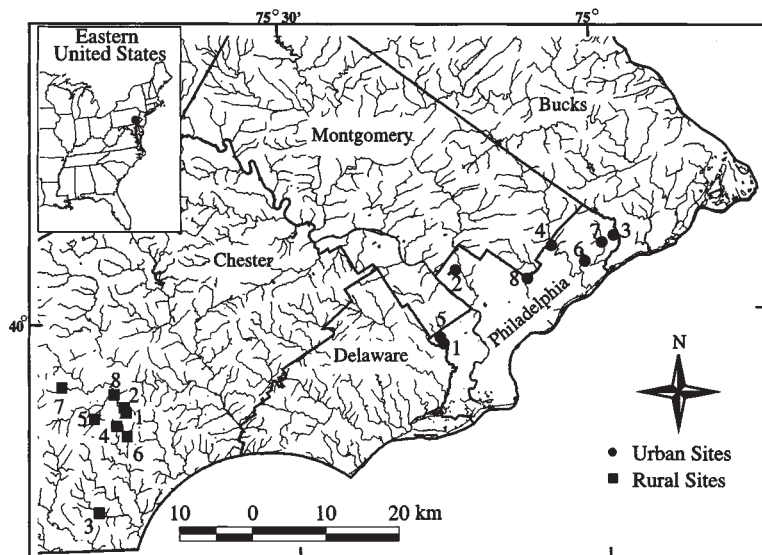 75° 30'
75°
Eastern
United States
Bucks
Montgomery
4
7
3
6
Chester
2
8
Philadelphia
40°
5
1
Delaware
N
7
8
2
1
5
4
6
Urban Sites
Rural Sites
3
10 0 10 20 km